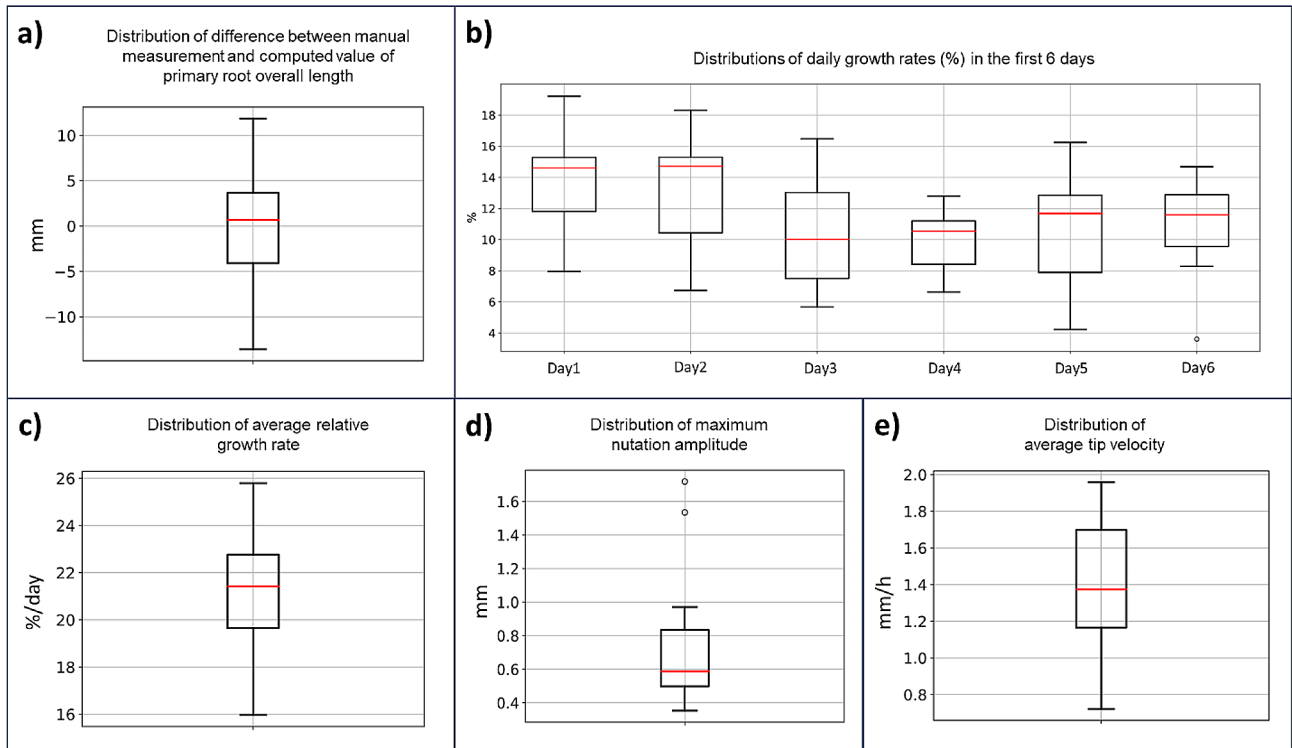 a)
Distribution of difference between manual
measurement and computed value of
primary root overall length
10
5
0
−5
−10
mm
b)
Distributions of daily growth rates (%) in the first 6 days
18
16
14
12
10
8
6
4
%
Day1 Day2 Day3 Day4 Day5 Day6
c)
Distribution of average relative
growth rate
26
24
22
20
18
16
%/day
d)
Distribution of maximum
nutation amplitude
1.6
1.4
1.2
1.0
0.8
0.6
0.4
mm
e)
Distribution of
average tip velocity
2.0
1.8
1.6
1.4
1.2
1.0
0.8
mm/h